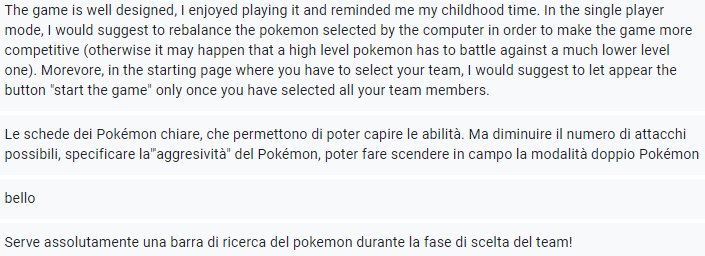 The game is well designed, I enjoyed playing it and reminded me my childhood time. In the single player
mode, I would suggest to rebalance the pokemon selected by the computer in order to make the game more
competitive (otherwise it may happen that a high level pokemon has to battle against a much lower level
one). Morevore, in the starting page where you have to select your team, I would suggest to let appear the
button "start the game" only once you have selected all your team members.
Le schede dei Pokémon chiare, che permettono di poter capire le abilità. Ma diminuire il numero di attacchi
possibili, specificare la"'aggresività" del Pokémon, poter fare scendere in campo la modalità doppio Pokémon
bello
Serve assolutamente una barra di ricerca del pokemon durante la fase di scelta del team!